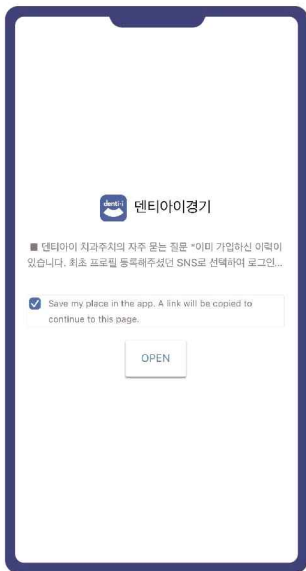 denti-i
덴티아이경기
■ 덴티아이 치과주치의 자주 묻는 질문 "이미 가입하신 이력이
있습니다. 최초 프로필 등록해주셨던 SNS로 선택하여 로그인...
Save my place in the app. A link will be copied to
continue to this page.
OPEN